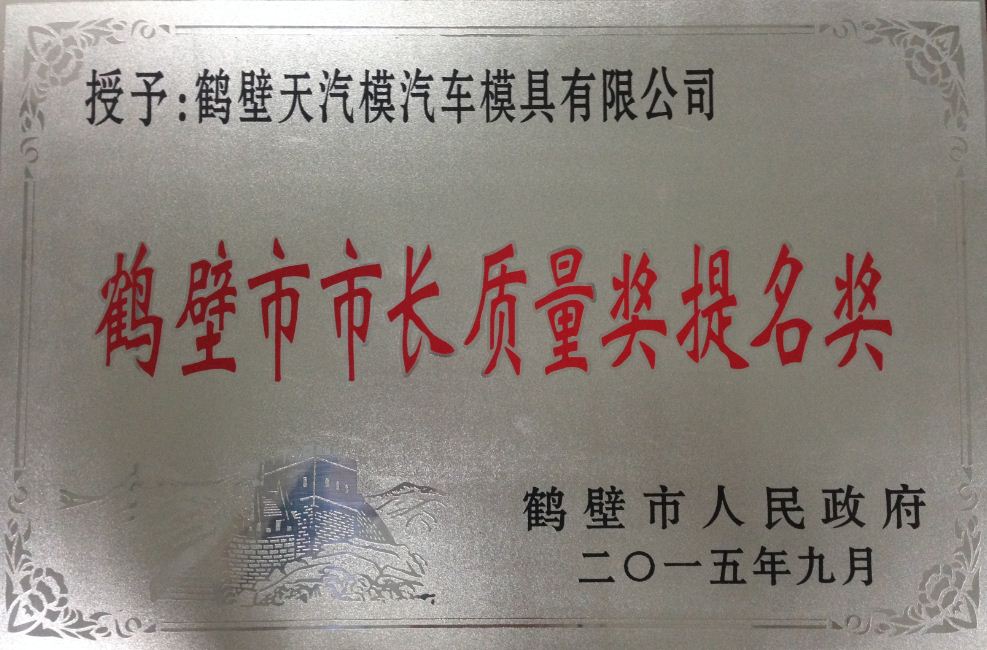 授予:鹤壁天汽模汽车模具有限公司
鹤壁市市长质量奖提名奖
鹤壁市人民政府
二〇一五年九月